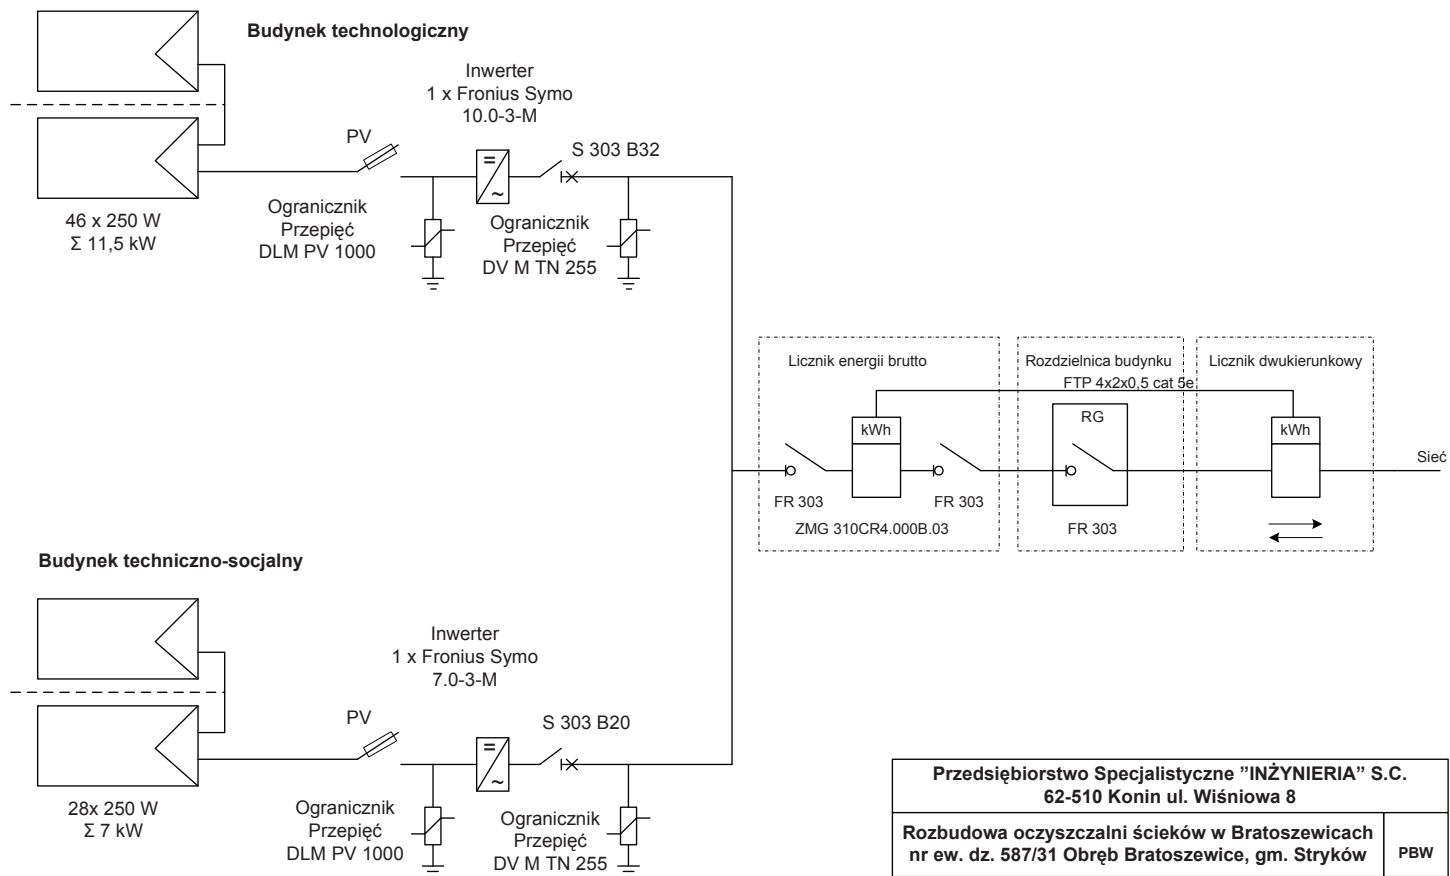 Budynek technologiczny
Inwerter
1 x Fronius Symo
10.0-3-M
PV
S 303 B32
46 x 250 W
Σ 11,5 kW
Ogranicznik
Przepięć
DLM PV 1000
Ogranicznik
Przepięć
DV M TN 255
Licznik energii brutto
Rozdzielnica budynku
Licznik dwukierunkowy
FTP 4x2x0,5 cat 5e
kWh
RG
kWh
Sieć
FR 303
FR 303
ZMG 310CR4.000B.03
FR 303
Budynek techniczno-socjalny
Inwerter
1 x Fronius Symo
7.0-3-M
PV
S 303 B20
28x 250 W
Σ 7 kW
Ogranicznik
Przepięć
DLM PV 1000
Ogranicznik
Przepięć
DV M TN 255
Przedsiębiorstwo Specjalistyczne ”INŻYNIERIA” S.C.
62-510 Konin ul. Wiśniowa 8
Rozbudowa oczyszczalni ścieków w Bratoszewicach
nr ew. dz. 587/31 Obręb Bratoszewice, gm. Stryków
PBW